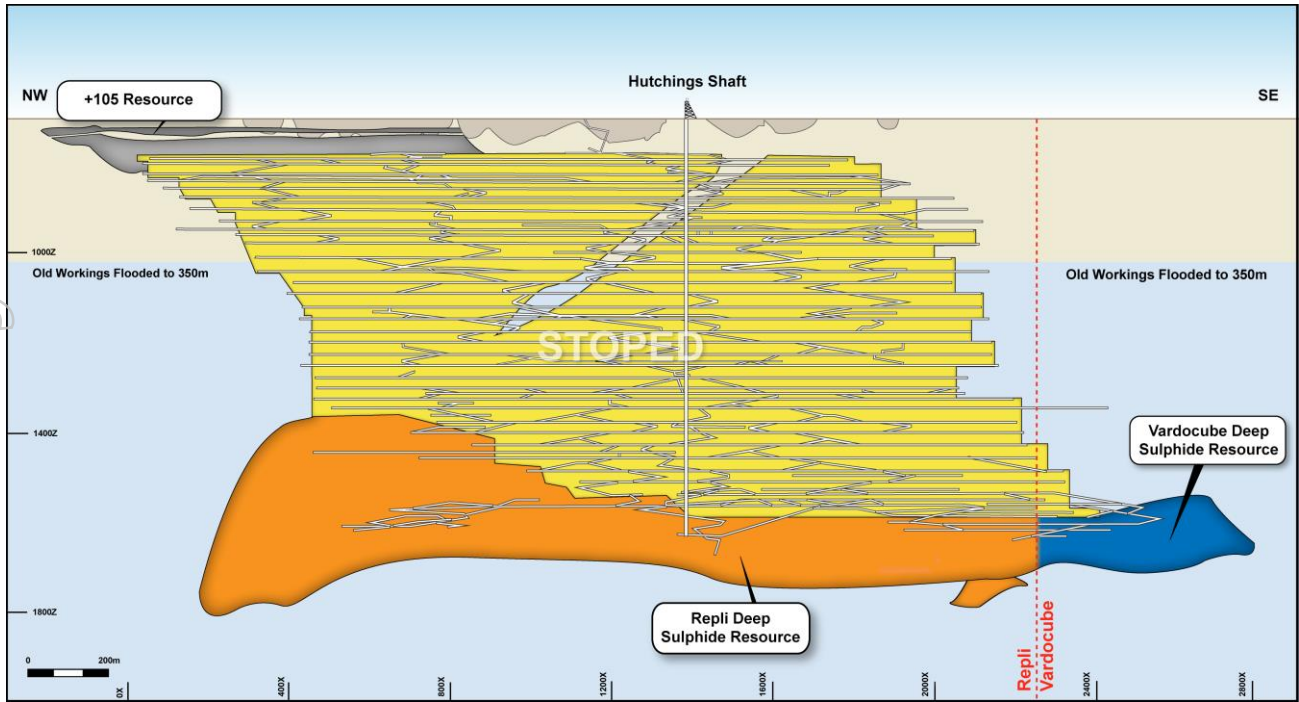 Hutchings Shaft
NW
+105 Resource
SE
1000Z
Old Workings Flooded to 350m
Old Workings Flooded to 350m
STOPED
1400Z
Vardocube Deep
Sulphide Resource
1800Z
Repli Deep
Sulphide Resource
Repli
Vardocube
0
200m
0X
400X
800X
1200X
1600X
2000X
2400X
2800X